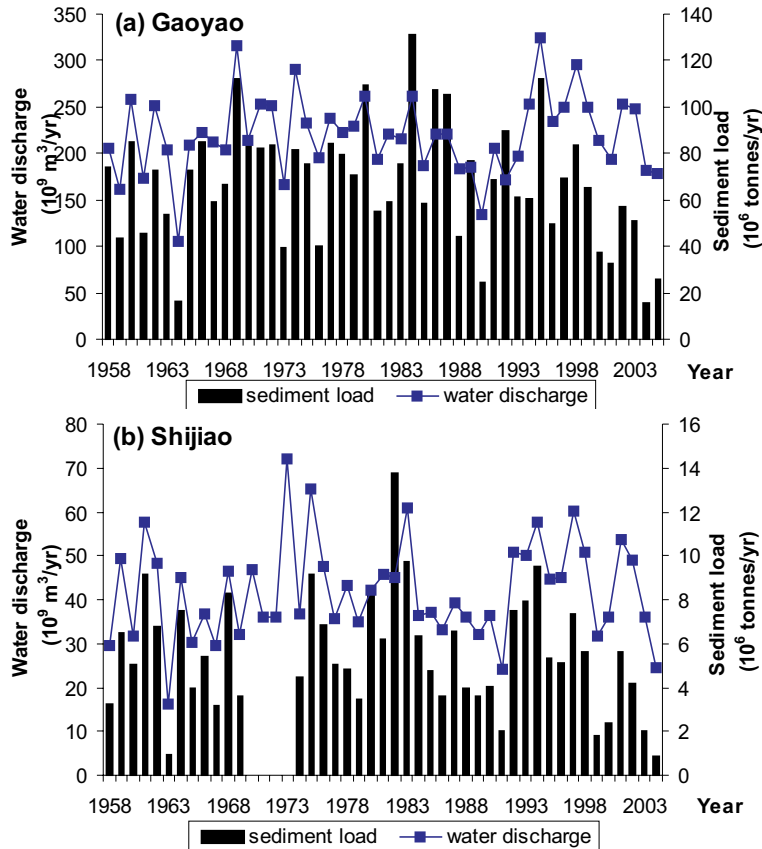 (a) Gaoyao
Water discharge
(10⁹ m³/yr)
350
300
250
200
150
100
50
0
140
120
100
80
60
40
20
0
Sediment load
(10⁶ tonnes/yr)
1958 1963 1968 1973 1978 1983 1988 1993 1998 2003 Year
sediment load water discharge
(b) Shijiao
Water discharge
(10⁹ m³/yr)
80
70
60
50
40
30
20
10
0
16
14
12
10
8
6
4
2
0
Sediment load
(10⁶ tonnes/yr)
1958 1963 1968 1973 1978 1983 1988 1993 1998 2003 Year
sediment load water discharge